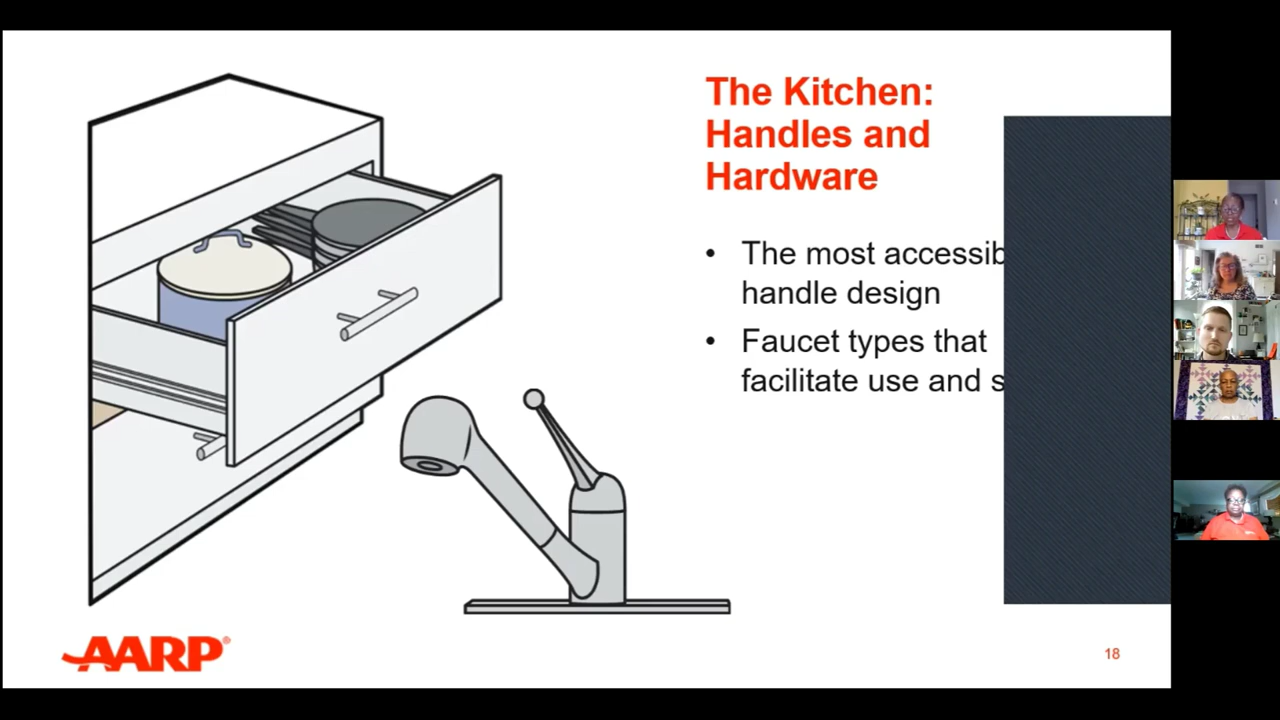 The Kitchen:
Handles and
Hardware
• The most accessib
handle design
• Faucet types that
facilitate use and s
AARP®
18